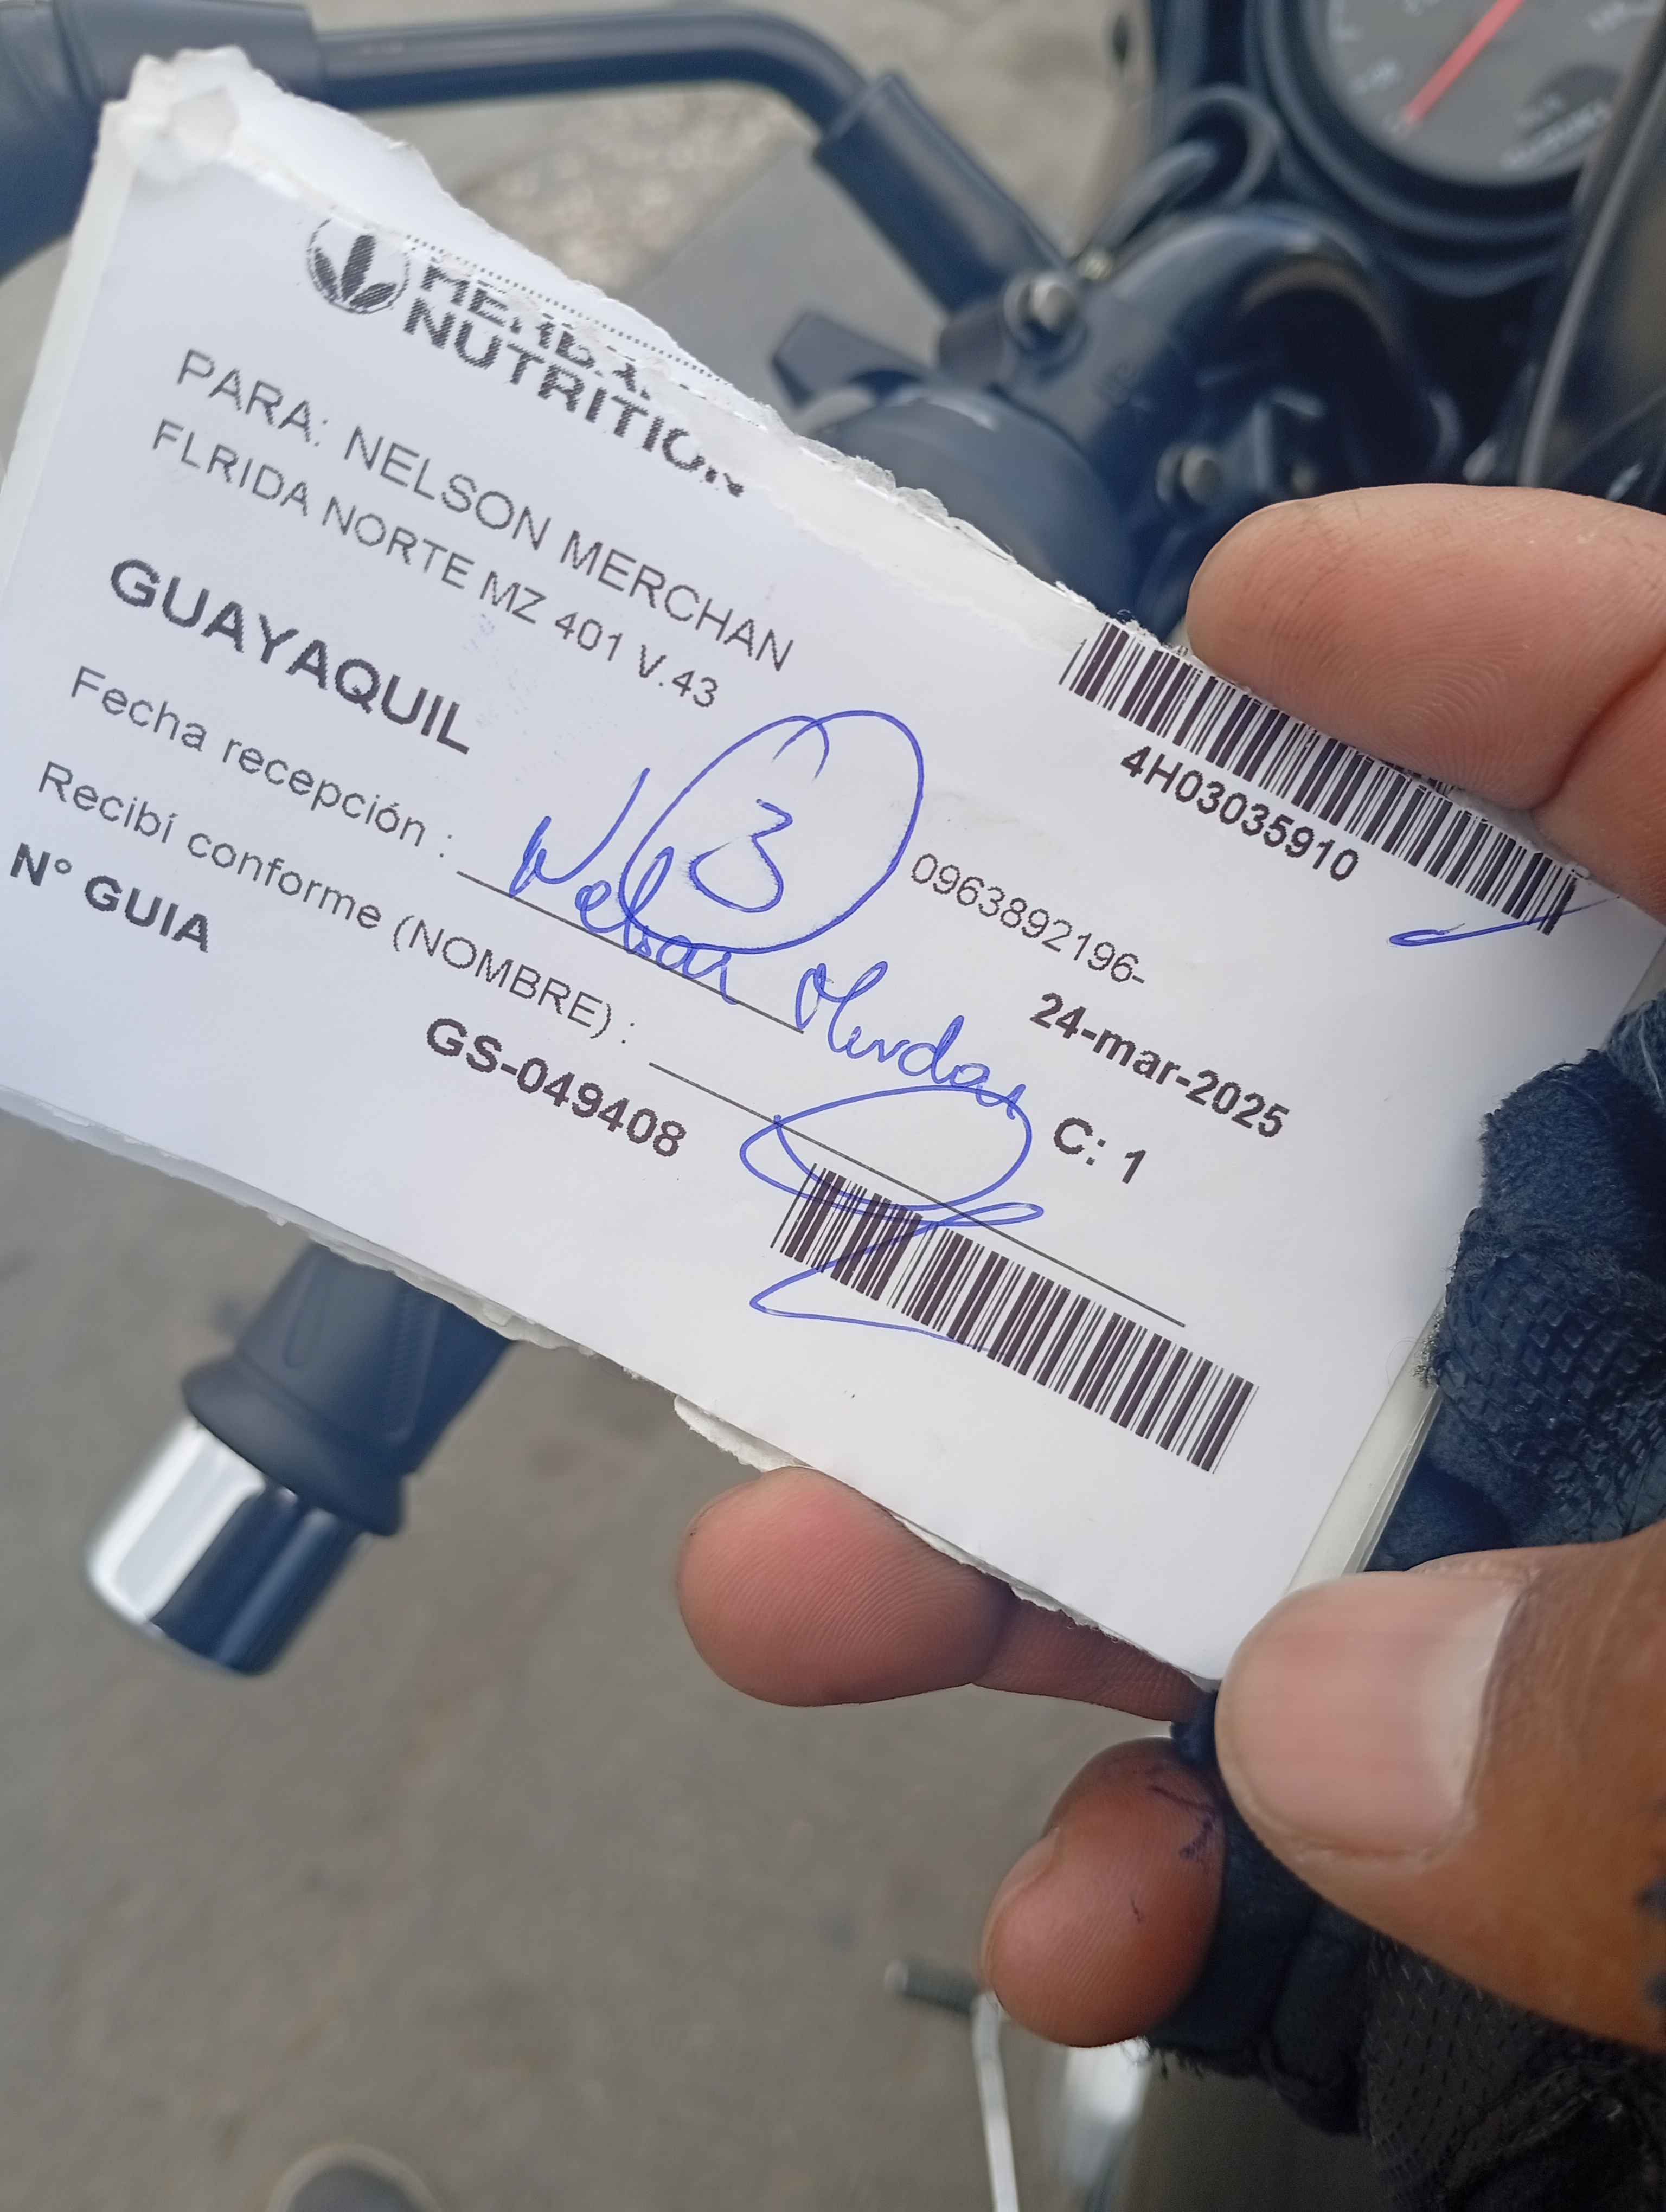 NUTRITION
PARA: NELSON MERCHAN
FLRIDA NORTE MZ 401 V.43
4H03035910
GUAYAQUIL
3
0963892196-
Fecha recepción :
24-mar-2025
Nelson
Recibí conforme (NOMBRE) :
C: 1
N° GUIA
GS-049408